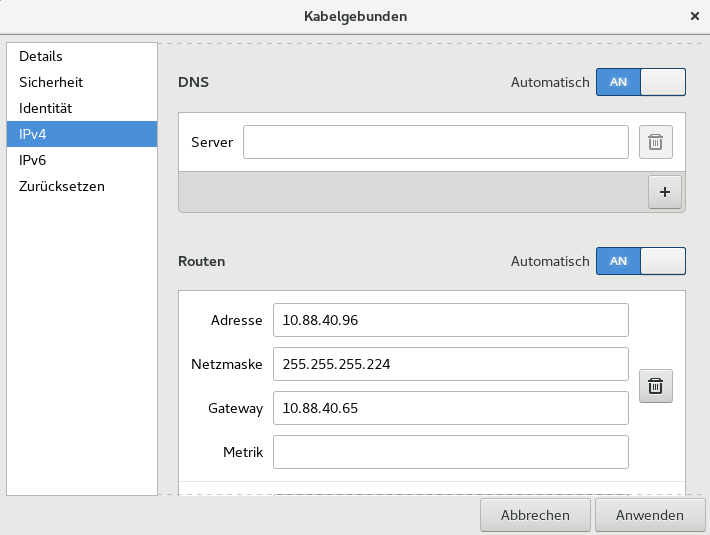 Kabelgebunden
Details
Sicherheit
Identität
IPv4
IPv6
Zurücksetzen
DNS Automatisch AN
Server
Routen Automatisch AN
Adresse 10.88.40.96
Netzmaske 255.255.255.224
Gateway 10.88.40.65
Metrik
Abbrechen Anwenden